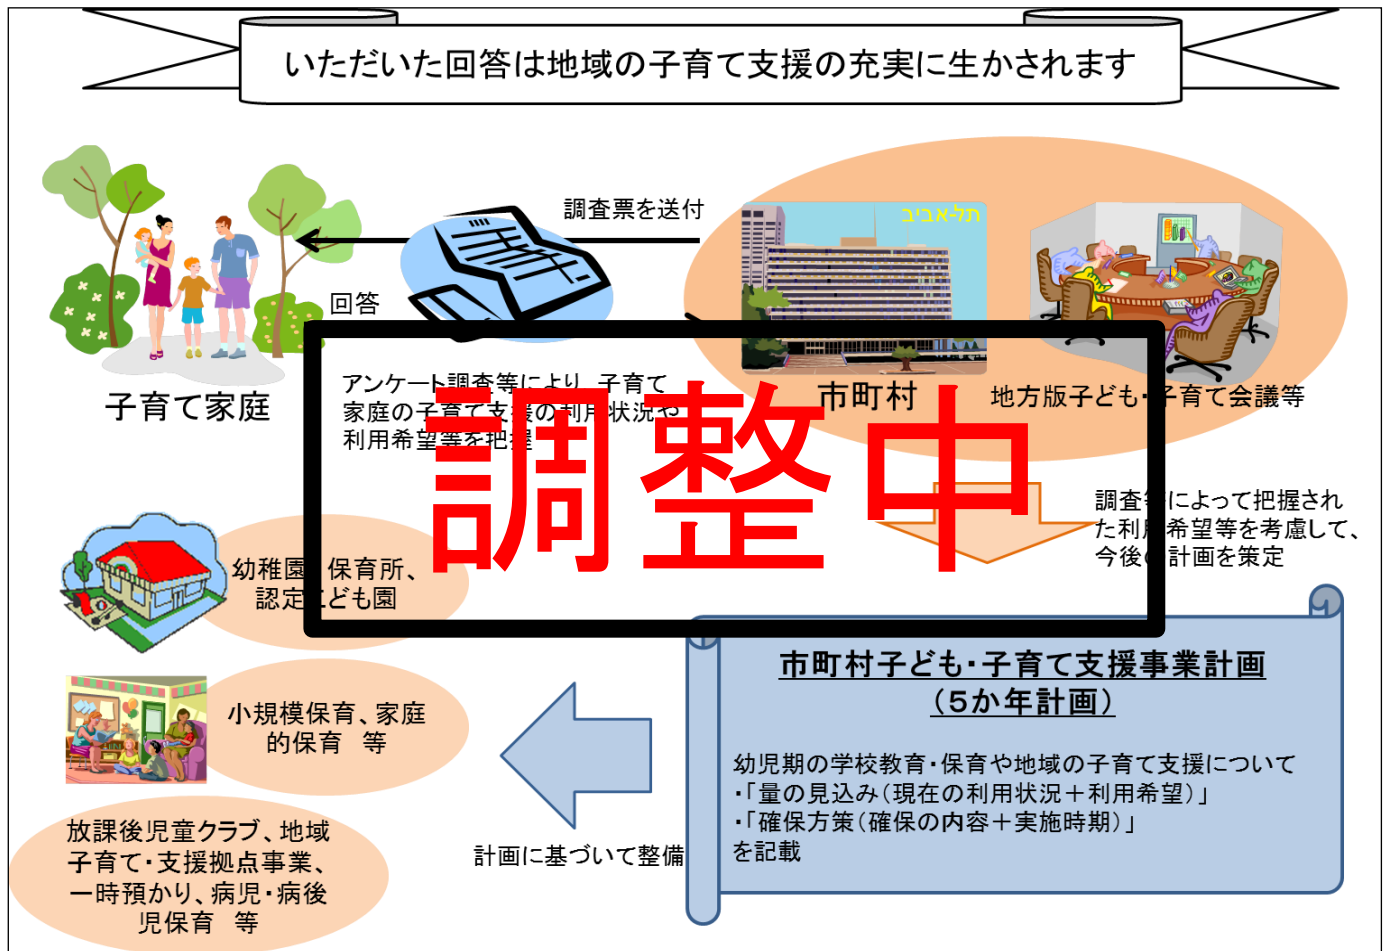 いただいた回答は地域の子育て支援の充実に生かされます
調査票を送付
תל-אביב
回答
子育て家庭
アンケート調査等により 子育て
家庭の子育て支援の利用状況や
利用希望等を把握
市町村
地方版子ども・子育て会議等
調整中
調査等によって把握され
た利用希望等を考慮して、
今後の計画を策定
幼稚園、保育所、
認定こども園
小規模保育、家庭
的保育　等
放課後児童クラブ、地域
子育て・支援拠点事業、
一時預かり、病児・病後
児保育　等
計画に基づいて整備
市町村子ども・子育て支援事業計画
（５か年計画）
幼児期の学校教育・保育や地域の子育て支援について
・「量の見込み（現在の利用状況＋利用希望）」
・「確保方策（確保の内容＋実施時期）」
を記載